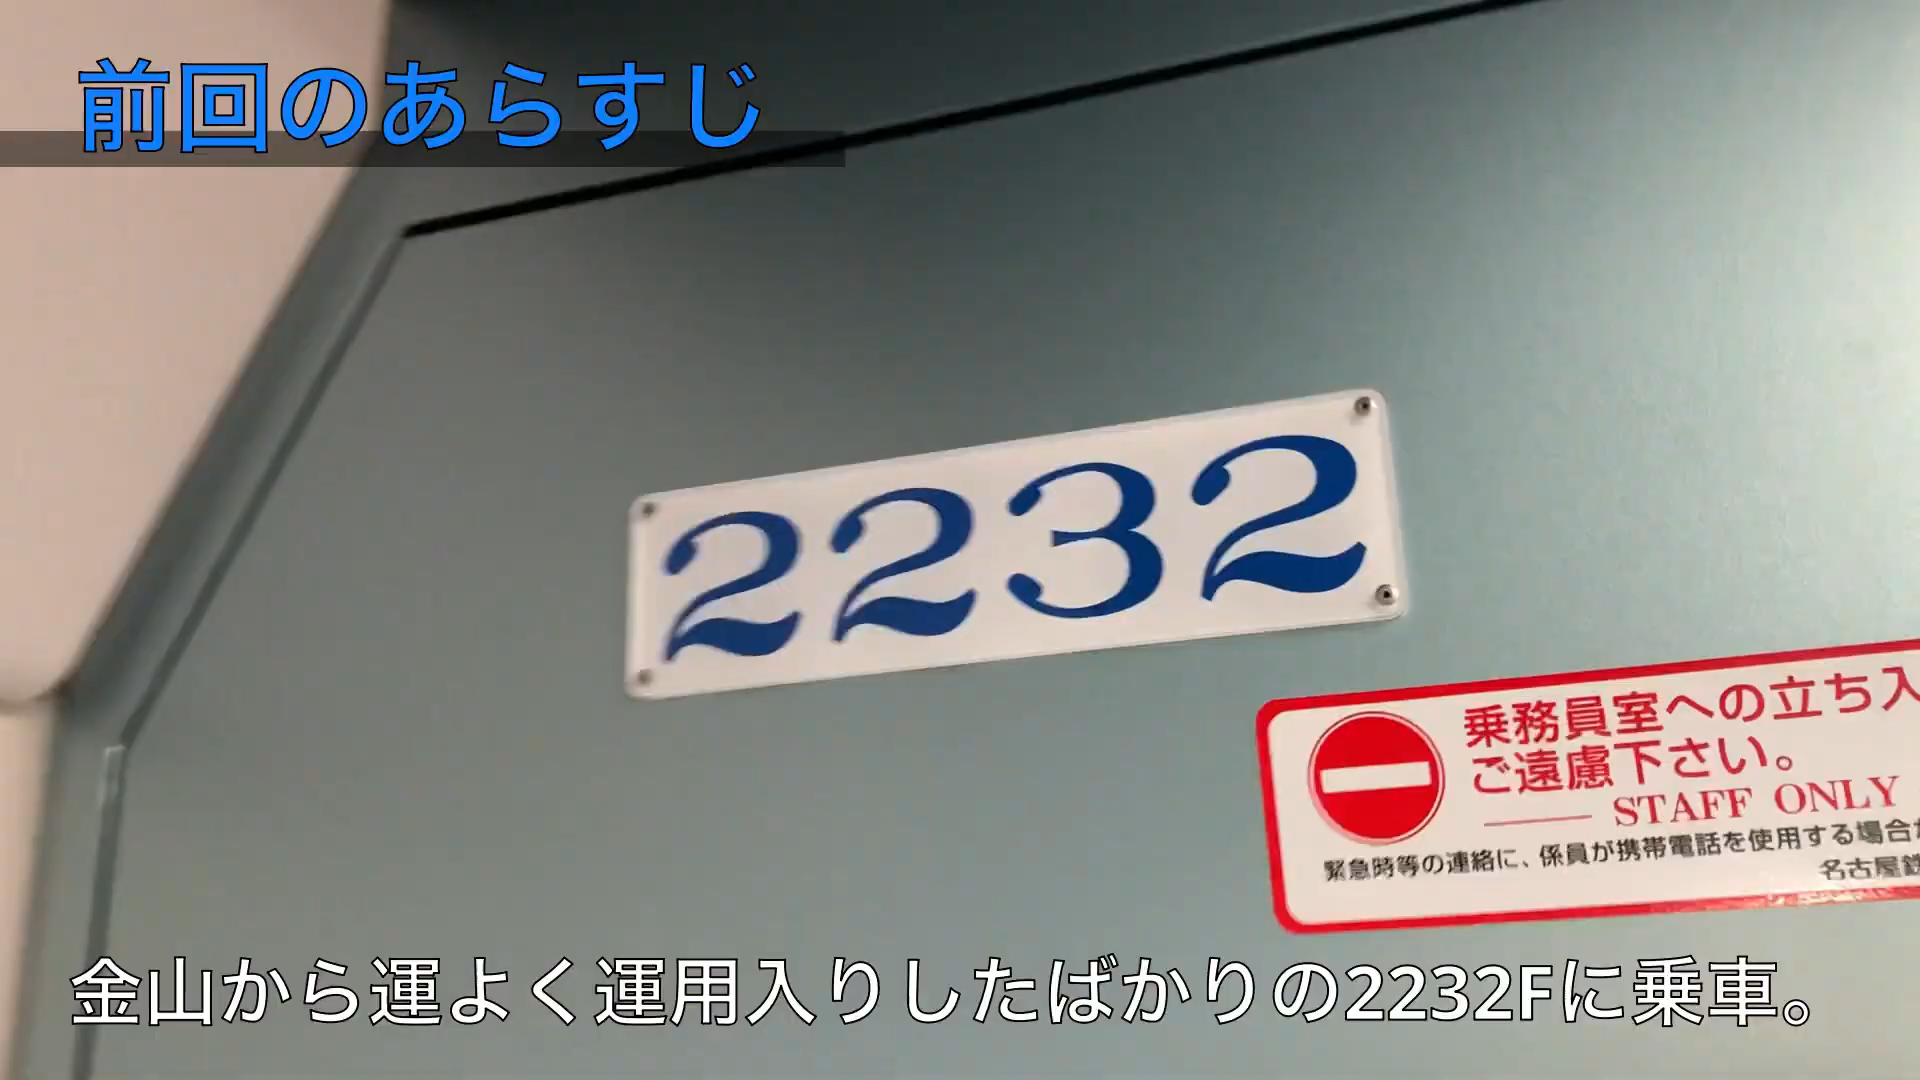 前回のあらすじ
2232
乗務員室への立ち入
ご遠慮下さい。
STAFF ONLY
緊急時等の連絡に、係員が携帯電話を使用する場合が
名古屋鉄
金山から運よく運用入りしたばかりの2232Fに乗車。